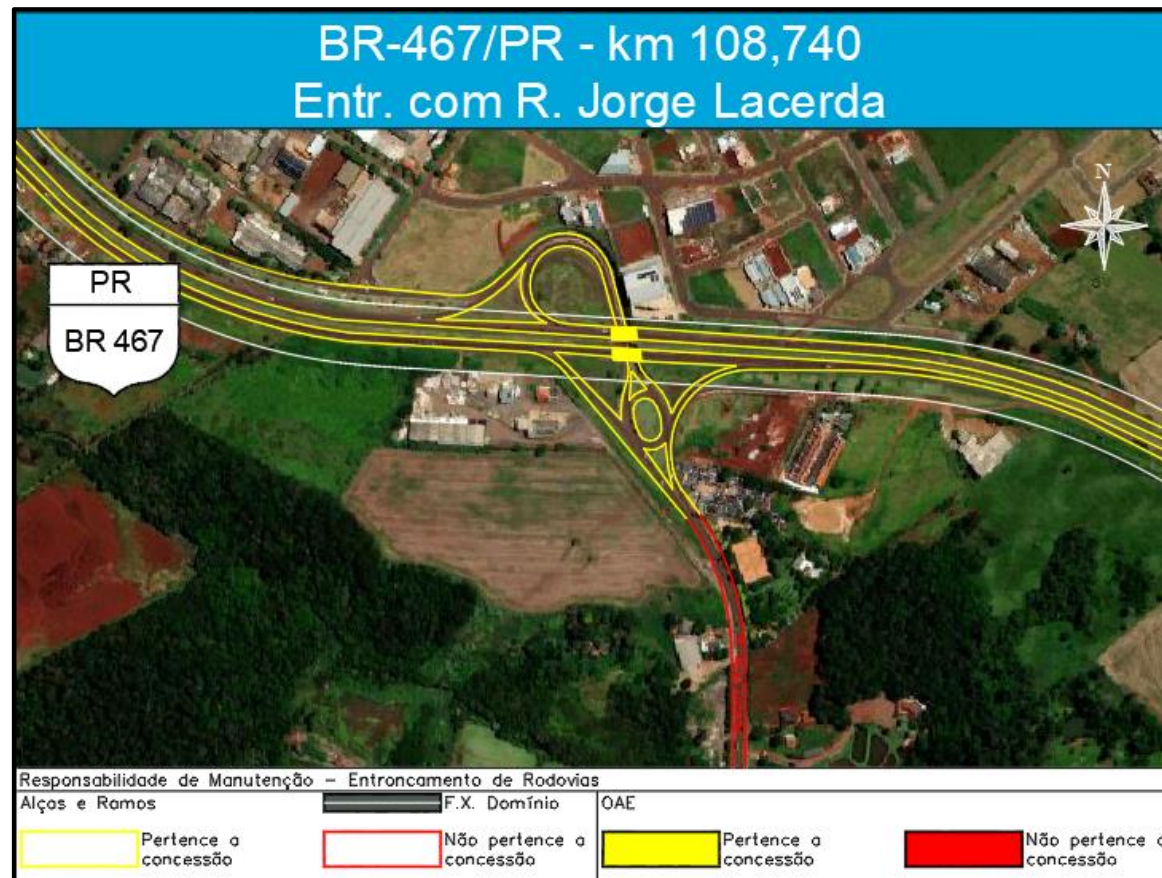 BR-467/PR - km 108,740
Entr. com R. Jorge Lacerda
N
PR
BR 467
Responsabilidade de Manutenção – Entroncamento de Rodovias
Alças e Ramos
F.X. Domínio
OAE
Pertence a
concessão
Não pertence a
concessão
Pertence a
concessão
Não pertence a
concessão